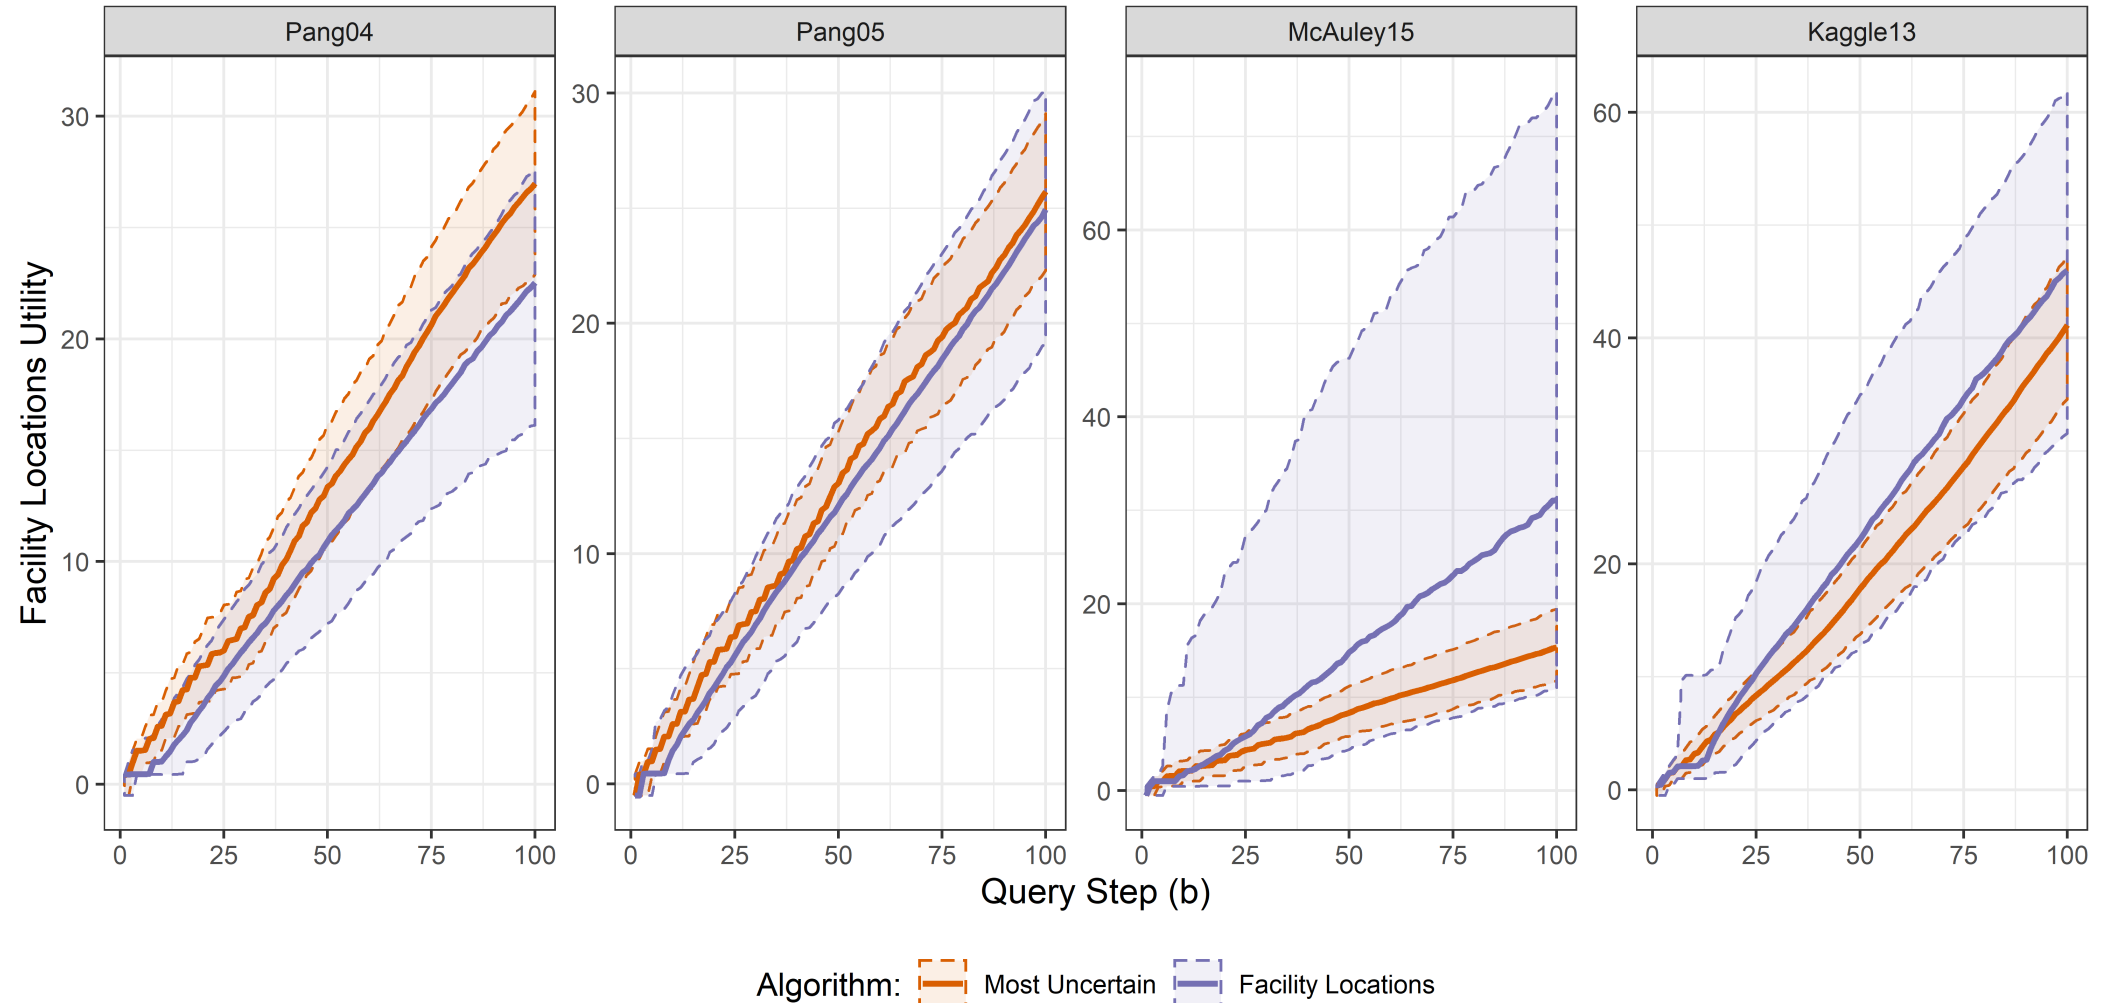 Pang04 Pang05 McAuley15 Kaggle13
Facility Locations Utility
30
20
10
0
0 25 50 75 100
30
20
10
0
0 25 50 75 100
60
40
20
0
0 25 50 75 100
60
40
20
0
0 25 50 75 100
Query Step (b)
Algorithm: Most Uncertain Facility Locations